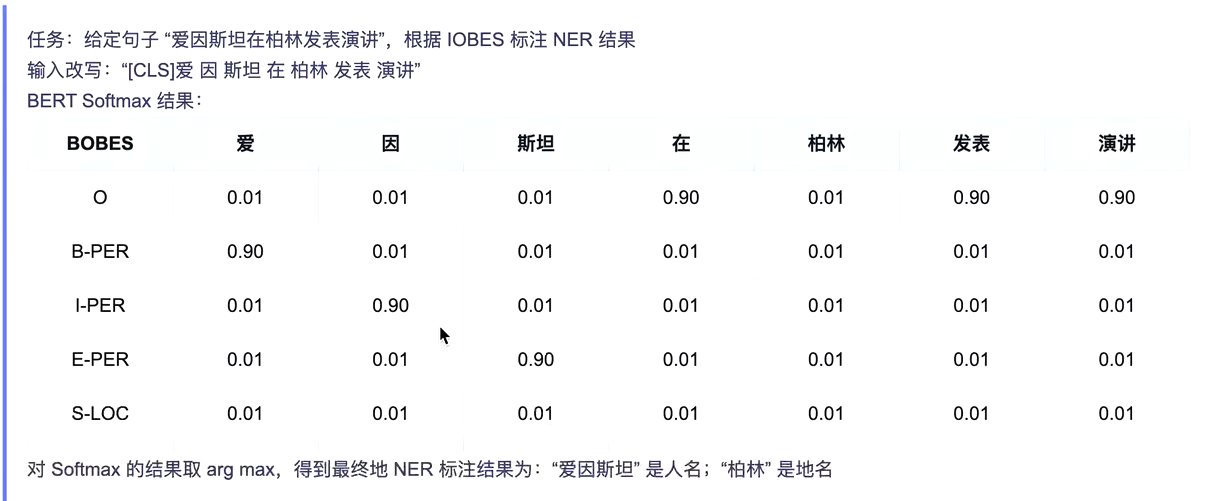 任务：给定句子 “爱因斯坦在柏林发表演讲”，根据 IOBES 标注 NER 结果
输入改写：“[CLS]爱 因 斯坦 在 柏林 发表 演讲”
BERT Softmax 结果：
BOBES 爱 因 斯坦 在 柏林 发表 演讲
O 0.01 0.01 0.01 0.90 0.01 0.90 0.90
B-PER 0.90 0.01 0.01 0.01 0.01 0.01 0.01
I-PER 0.01 0.90 0.01 0.01 0.01 0.01 0.01
E-PER 0.01 0.01 0.90 0.01 0.01 0.01 0.01
S-LOC 0.01 0.01 0.01 0.01 0.01 0.01 0.01
对 Softmax 的结果取 arg max，得到最终地 NER 标注结果为：“爱因斯坦” 是人名；“柏林” 是地名